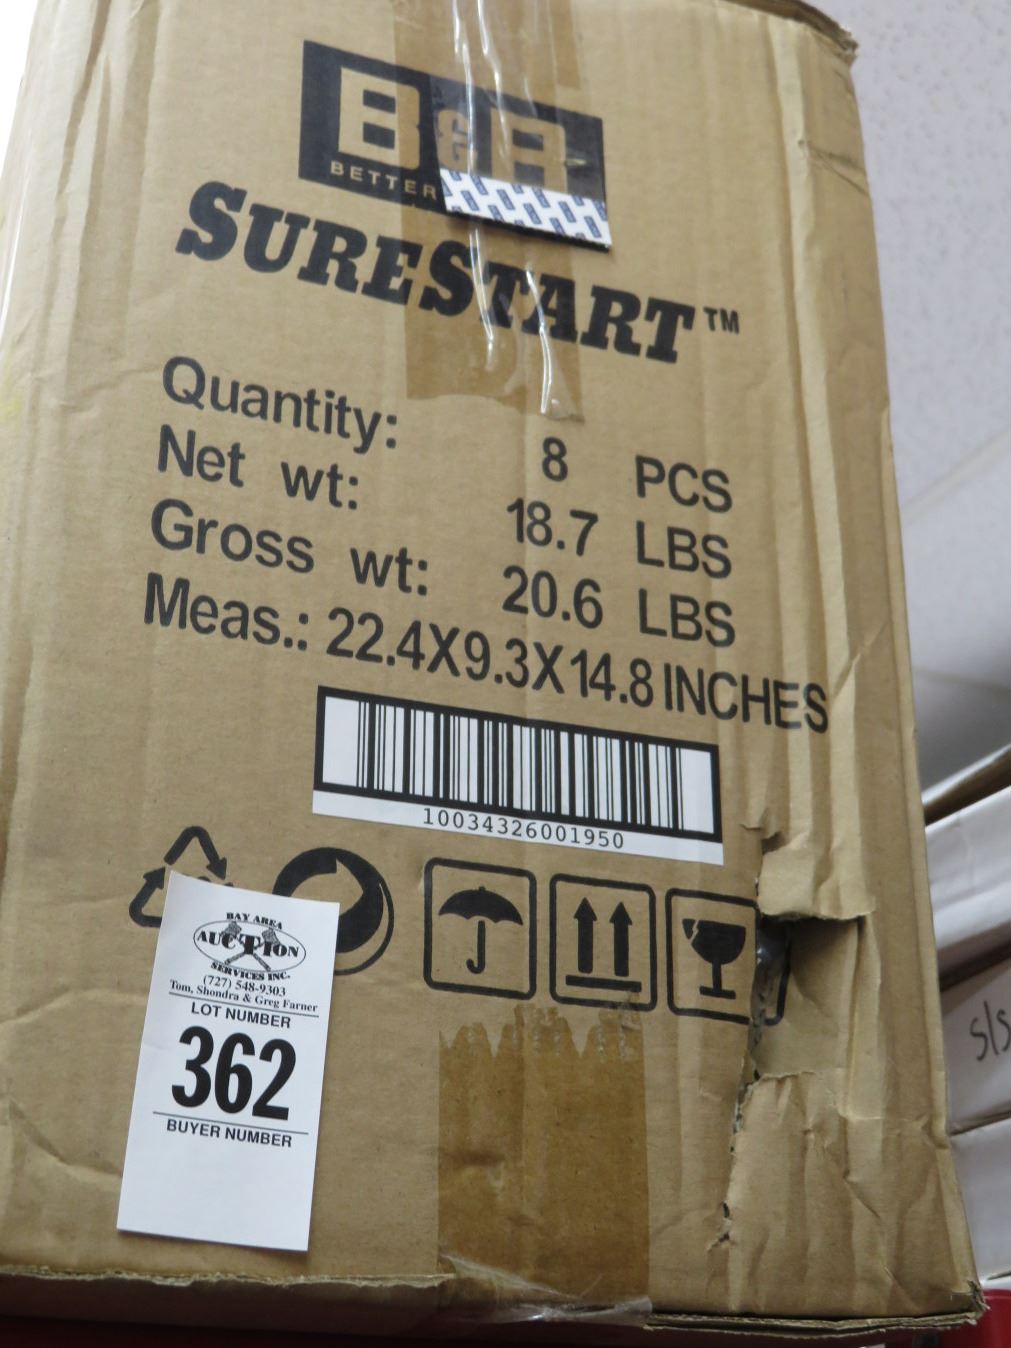 B&R
BETTER
SURESTART™
Quantity: 8 PCS
Net wt: 18.7 LBS
Gross wt: 20.6 LBS
Meas.: 22.4X9.3X14.8 INCHES
10034326001950
BAY AREA
AUCTION
SERVICES INC.
(727) 548-9303
Tom, Shondra & Greg Farner
LOT NUMBER
362
BUYER NUMBER
S/S